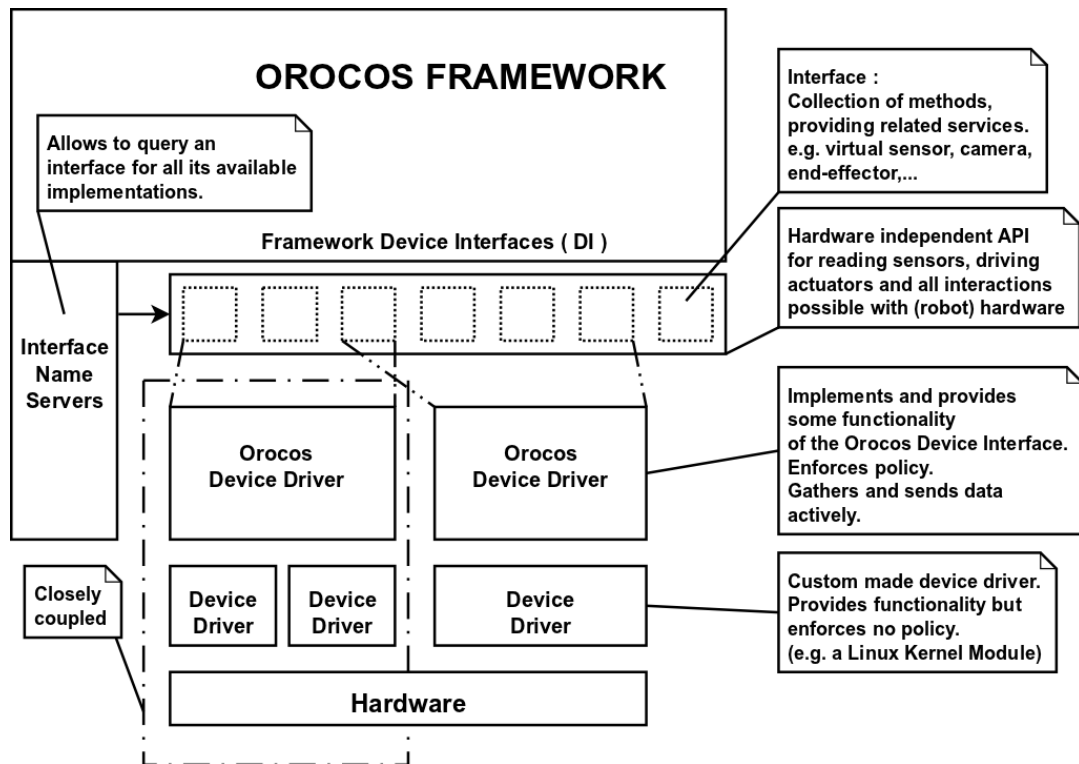 OROCOS FRAMEWORK
Allows to query an
interface for all its available
implementations.
Framework Device Interfaces ( DI )
Interface :
Collection of methods,
providing related services.
e.g. virtual sensor, camera,
end-effector,...
Hardware independent API
for reading sensors, driving
actuators and all interactions
possible with (robot) hardware
Interface
Name
Servers
Orocos
Device Driver
Orocos
Device Driver
Implements and provides
some functionality
of the Orocos Device Interface.
Enforces policy.
Gathers and sends data
actively.
Closely
coupled
Device
Driver
Device
Driver
Device
Driver
Custom made device driver.
Provides functionality but
enforces no policy.
(e.g. a Linux Kernel Module)
Hardware